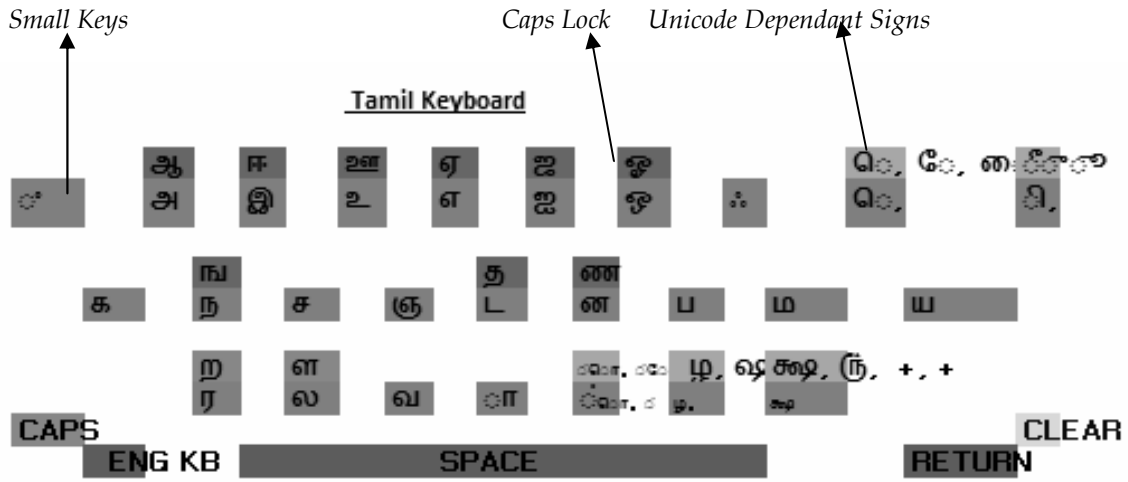 Small Keys Caps Lock Unicode Dependant Signs
Tamil Keyboard
ஆ ஈ ஊ ஏ ஐ ஓ ெ, ே,
அ இ உ எ ஐ ஒ ஃ ெ, ி,
ங த ண
க ந ச ஞ ட ன ப ம ய
ற ள ழ, ஷ க்ஷ, + , +
ர ல வ ா ழ, க்ஷ
CAPS CLEAR
ENG KB SPACE RETURN